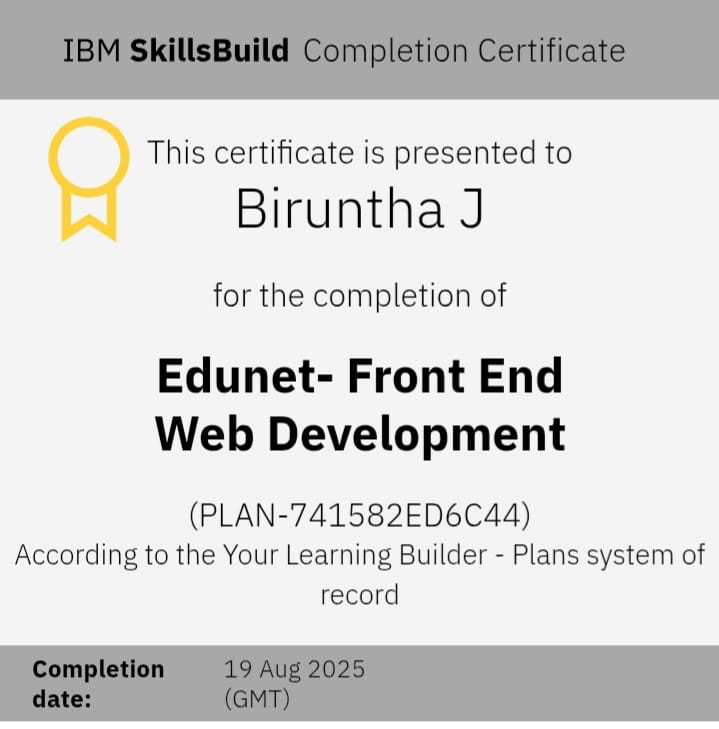 IBM SkillsBuild Completion Certificate
This certificate is presented to
Biruntha J
for the completion of
Edunet- Front End
Web Development
(PLAN-741582ED6C44)
According to the Your Learning Builder - Plans system of
record
Completion date: 19 Aug 2025 (GMT)